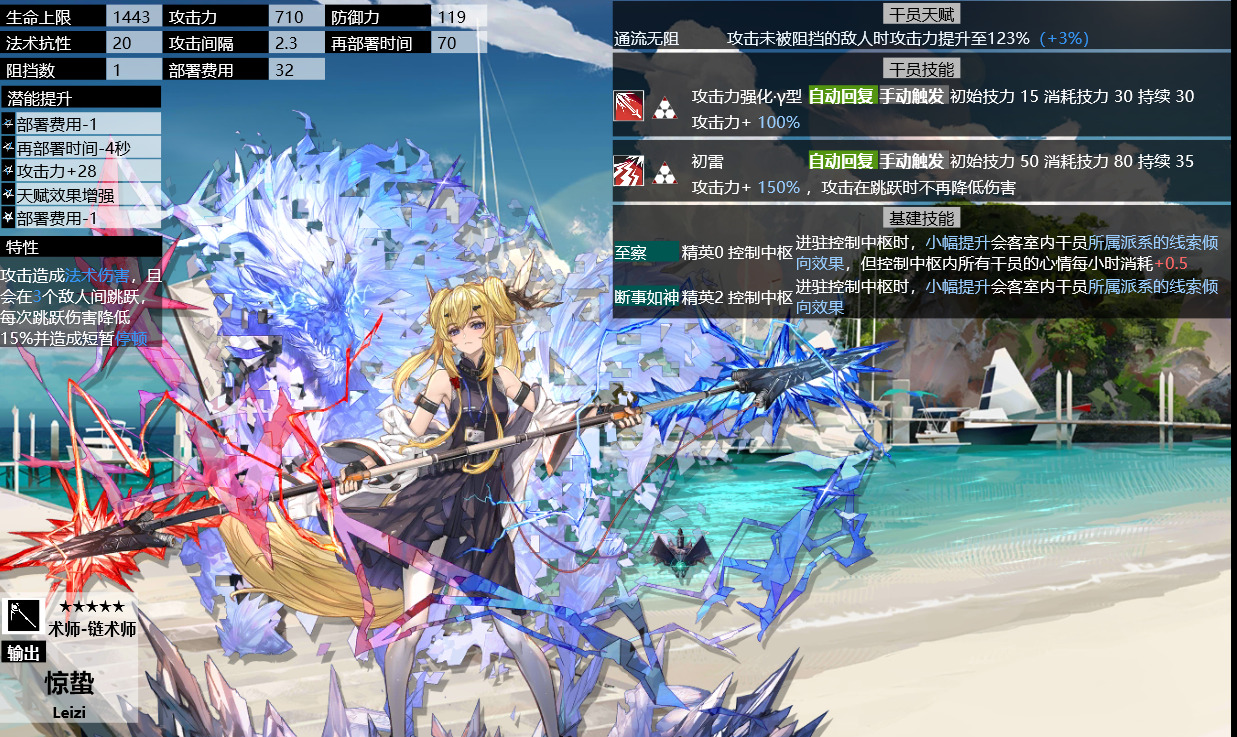 生命上限 1443 攻击力 710 防御力 119
法术抗性 20 攻击间隔 2.3 再部署时间 70
阻挡数 1 部署费用 32
潜能提升
部署费用-1
再部署时间-4秒
攻击力+28
天赋效果增强
部署费用-1
特性
攻击造成法术伤害，且
会在3个敌人间跳跃，
每次跳跃伤害降低
15%并造成短暂停顿
★★★★★
术师-链术师
输出
惊蛰
Leizi
干员天赋
通流无阻 攻击未被阻挡的敌人时攻击力提升至123%（+3%）
干员技能
攻击力强化·γ型 自动回复 手动触发 初始技力 15 消耗技力 30 持续 30
攻击力+ 100%
初雷 自动回复 手动触发 初始技力 50 消耗技力 80 持续 35
攻击力+ 150% ，攻击在跳跃时不再降低伤害
基建技能
至察 精英0 控制中枢 进驻控制中枢时，小幅提升会客室内干员所属派系的线索倾
向效果，但控制中枢内所有干员的心情每小时消耗+0.5
断事如神 精英2 控制中枢 进驻控制中枢时，小幅提升会客室内干员所属派系的线索倾
向效果